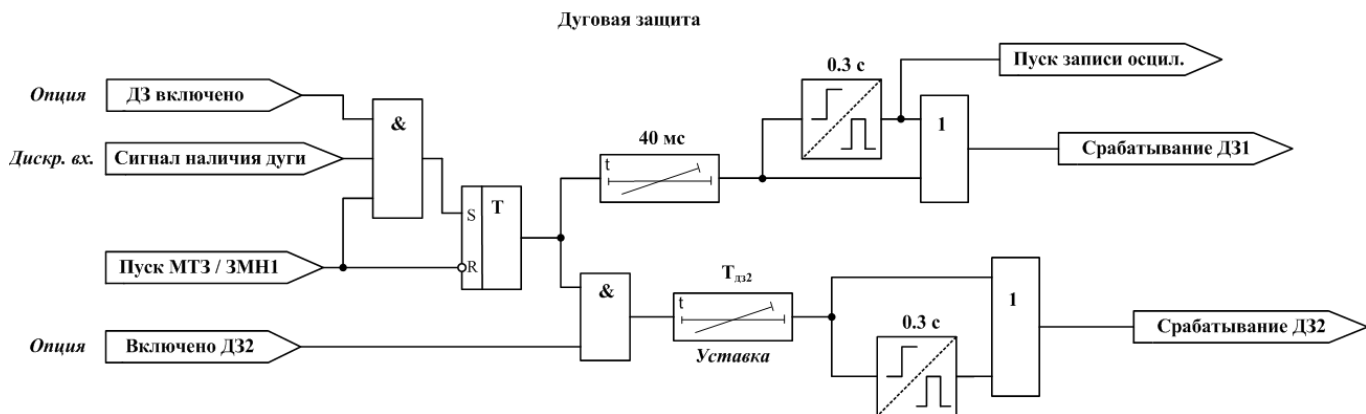 Дуговая защита
0.3 с
Пуск записи осцил.
Опция
ДЗ включено
&
1
40 мс
t
Дискр. вх.
Сигнал наличия дуги
Срабатывание ДЗ1
S
T
Пуск МТЗ / ЗМН1
R
&
Tдз2
t
1
Опция
Включено ДЗ2
Уставка
0.3 с
Срабатывание ДЗ2